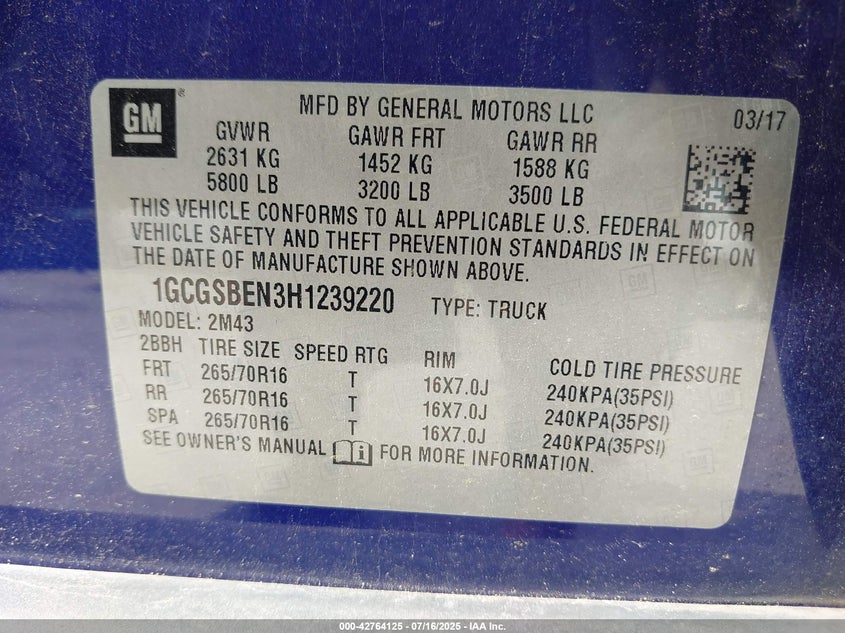 GM®
MFD BY GENERAL MOTORS LLC 03/17
GVWR GAWR FRT GAWR RR
2631 KG 1452 KG 1588 KG
5800 LB 3200 LB 3500 LB
THIS VEHICLE CONFORMS TO ALL APPLICABLE U.S. FEDERAL MOTOR
VEHICLE SAFETY AND THEFT PREVENTION STANDARDS IN EFFECT ON
THE DATE OF MANUFACTURE SHOWN ABOVE.
1GCGSBEN3H1239220 TYPE: TRUCK
MODEL: 2M43
2BBH TIRE SIZE SPEED RTG RIM COLD TIRE PRESSURE
FRT 265/70R16 T 16X7.0J 240KPA(35PSI)
RR 265/70R16 T 16X7.0J 240KPA(35PSI)
SPA 265/70R16 T 16X7.0J 240KPA(35PSI)
SEE OWNER'S MANUAL FOR MORE INFORMATION.
000-42764125 - 07/16/2025 - IAA Inc.